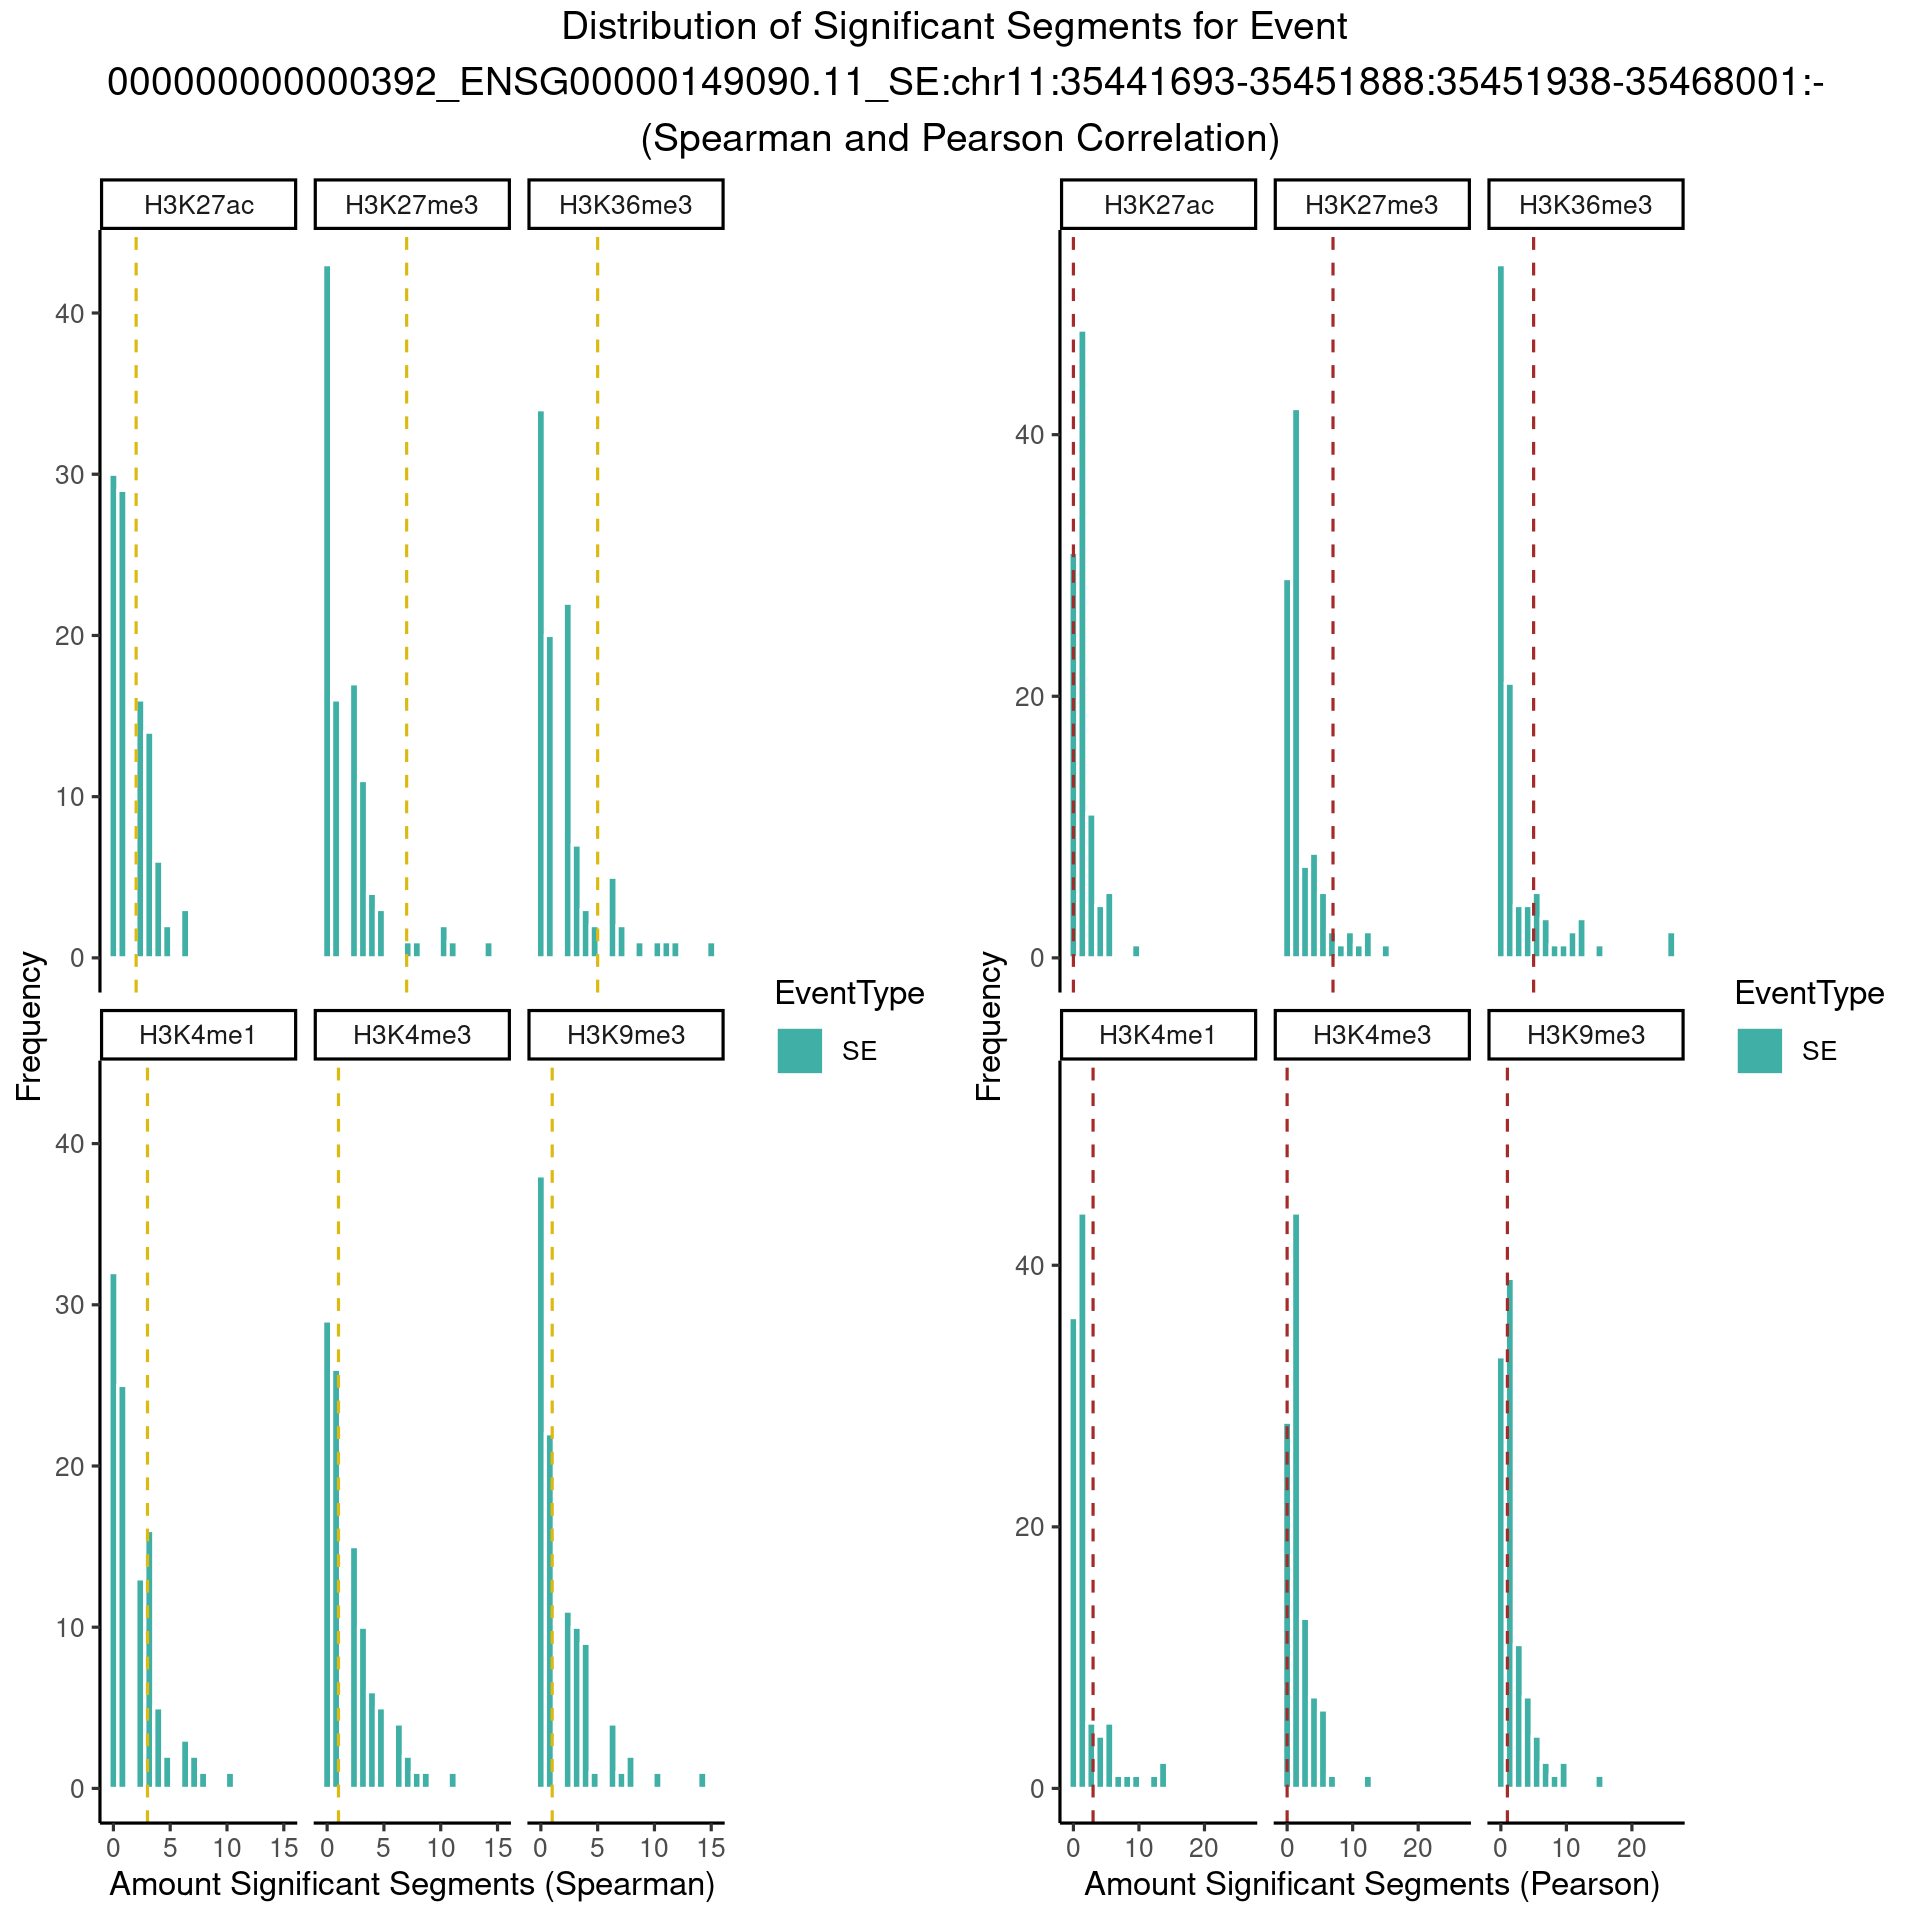 Distribution of Significant Segments for Event
000000000000392_ENSG00000149090.11_SE:chr11:35441693-35451888:35451938-35468001:-
(Spearman and Pearson Correlation)
H3K27ac H3K27me3 H3K36me3
40
30
20
10
0
H3K4me1 H3K4me3 H3K9me3
40
30
20
10
0
0 5 10 15 0 5 10 15 0 5 10 15
Frequency
Amount Significant Segments (Spearman)
EventType
SE
H3K27ac H3K27me3 H3K36me3
40
20
0
H3K4me1 H3K4me3 H3K9me3
40
20
0
0 10 20 0 10 20 0 10 20
Frequency
Amount Significant Segments (Pearson)
EventType
SE